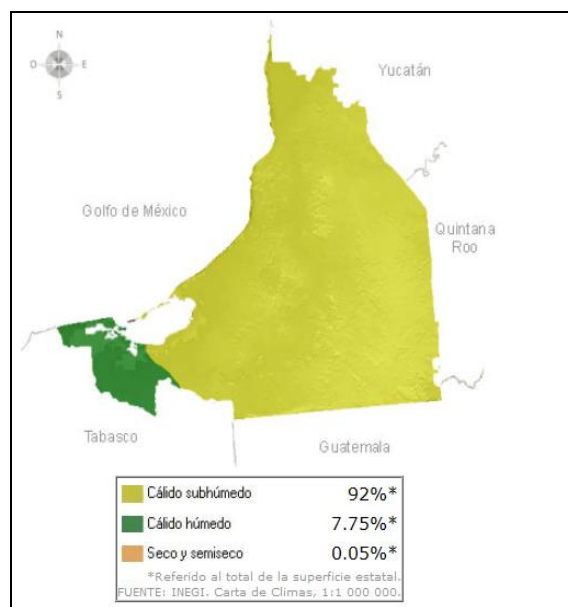 N
O E
S
Yucatán
Golfo de México
Quintana
Roo
Tabasco
Guatemala
Cálido subhúmedo 92%*
Cálido húmedo 7.75%*
Seco y semiseco 0.05%*
*Referido al total de la superficie estatal.
FUENTE: INEGI. Carta de Climas, 1:1 000 000.